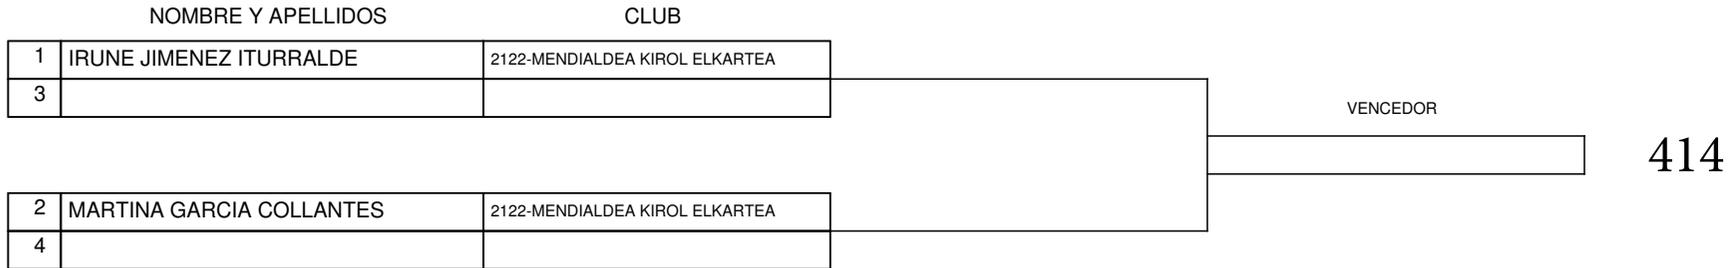 NOMBRE Y APELLIDOS CLUB
1 IRUNE JIMENEZ ITURRALDE 2122-MENDIALDEA KIROL ELKARTEA
3
VENCEDOR
414
2 MARTINA GARCIA COLLANTES 2122-MENDIALDEA KIROL ELKARTEA
4